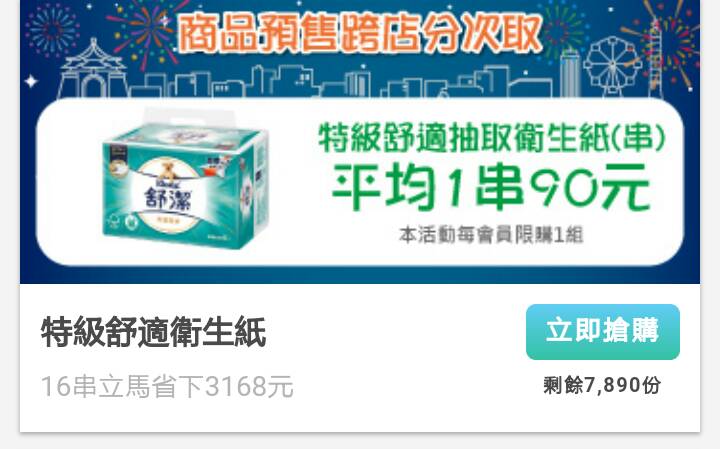 商品預售跨店分次取
特級舒適抽取衛生紙(串)
平均1串90元
本活動每會員限購1組
舒潔
特級舒適衛生紙
立即搶購
16串立馬省下3168元
剩餘7,890份